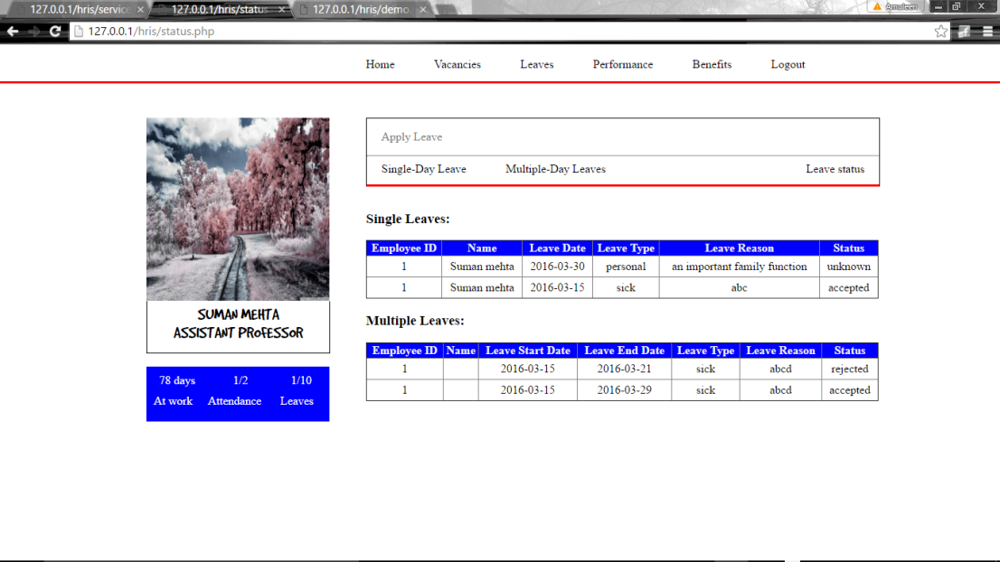 127.0.0.1/hris/service
127.0.0.1/hris/status
127.0.0.1/hris/demo
Amuleen
127.0.0.1/hris/status.php
Home Vacancies Leaves Performance Benefits Logout
Apply Leave
Single-Day Leave Multiple-Day Leaves Leave status
SUMAN MEHTA
ASSISTANT PROFESSOR
78 days 1/2 1/10
At work Attendance Leaves
Single Leaves:
Employee ID Name Leave Date Leave Type Leave Reason Status
1 Suman mehta 2016-03-30 personal an important family function unknown
1 Suman mehta 2016-03-15 sick abc accepted
Multiple Leaves:
Employee ID Name Leave Start Date Leave End Date Leave Type Leave Reason Status
1 2016-03-15 2016-03-21 sick abcd rejected
1 2016-03-15 2016-03-29 sick abcd accepted